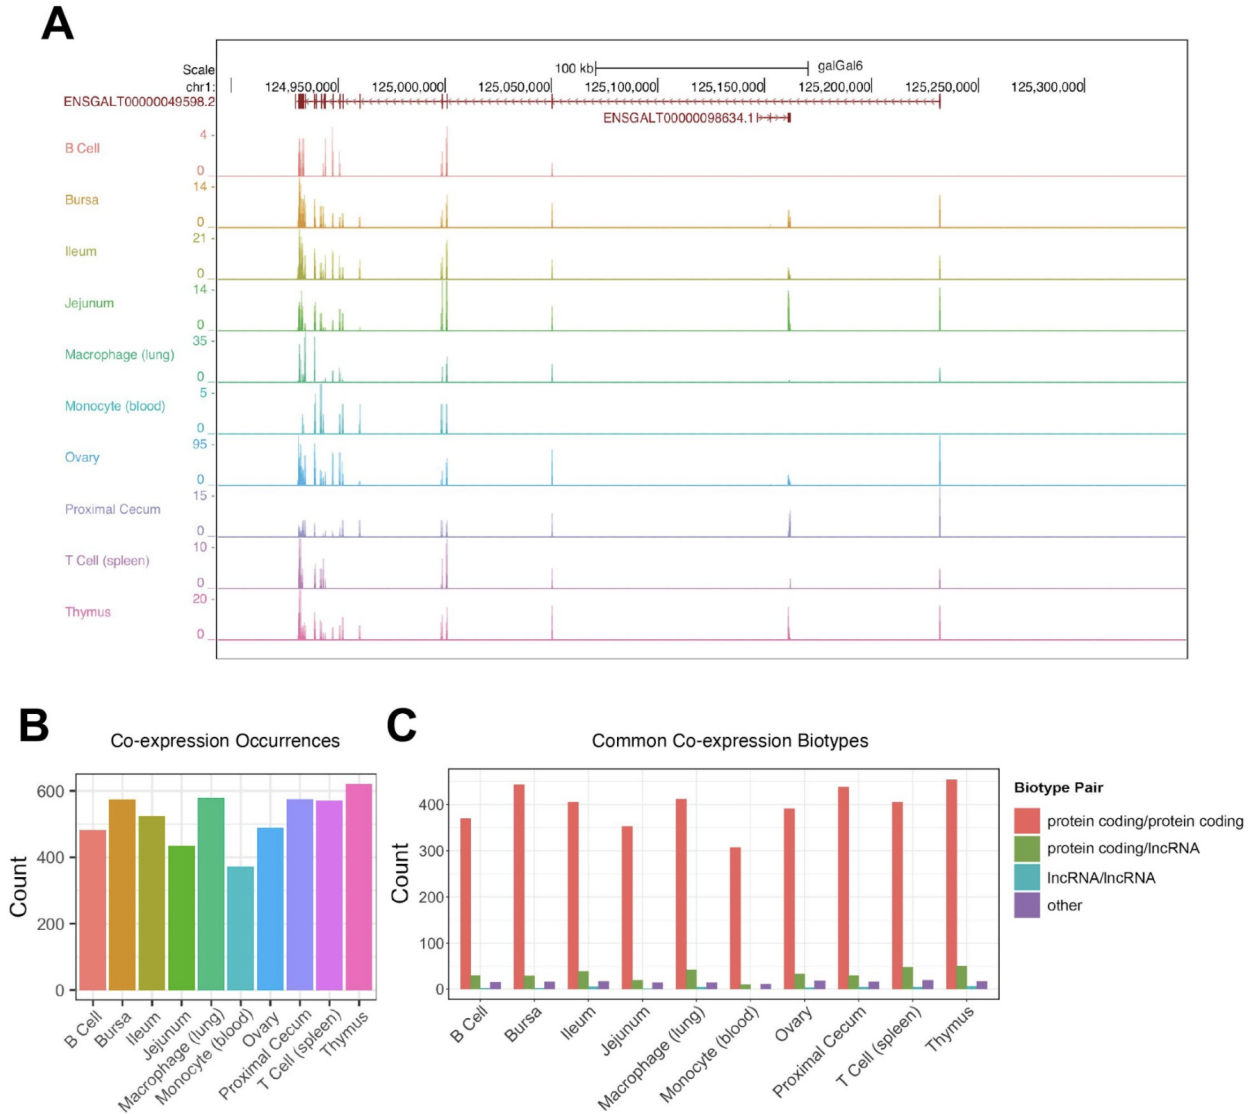 A
Scale
100 kb
galGal6
chr1:
124,950,000
125,000,000
125,050,000
125,100,000
125,150,000
125,200,000
125,250,000
125,300,000
ENSGALT00000049598.2
ENSGALT00000098634.1
4
B Cell
0
14
Bursa
0
21
Ileum
0
14
Jejunum
0
35
Macrophage (lung)
0
5
Monocyte (blood)
0
95
Ovary
0
15
Proximal Cecum
0
10
T Cell (spleen)
0
20
Thymus
0
B
Co-expression Occurrences
Count
600
400
200
0
B Cell
Bursa
Ileum
Jejunum
Macrophage (lung)
Monocyte (blood)
Ovary
Proximal Cecum
T Cell (spleen)
Thymus
C
Common Co-expression Biotypes
Count
400
300
200
100
0
B Cell
Bursa
Ileum
Jejunum
Macrophage (lung)
Monocyte (blood)
Ovary
Proximal Cecum
T Cell (spleen)
Thymus
Biotype Pair
protein coding/protein coding
protein coding/lncRNA
lncRNA/lncRNA
other